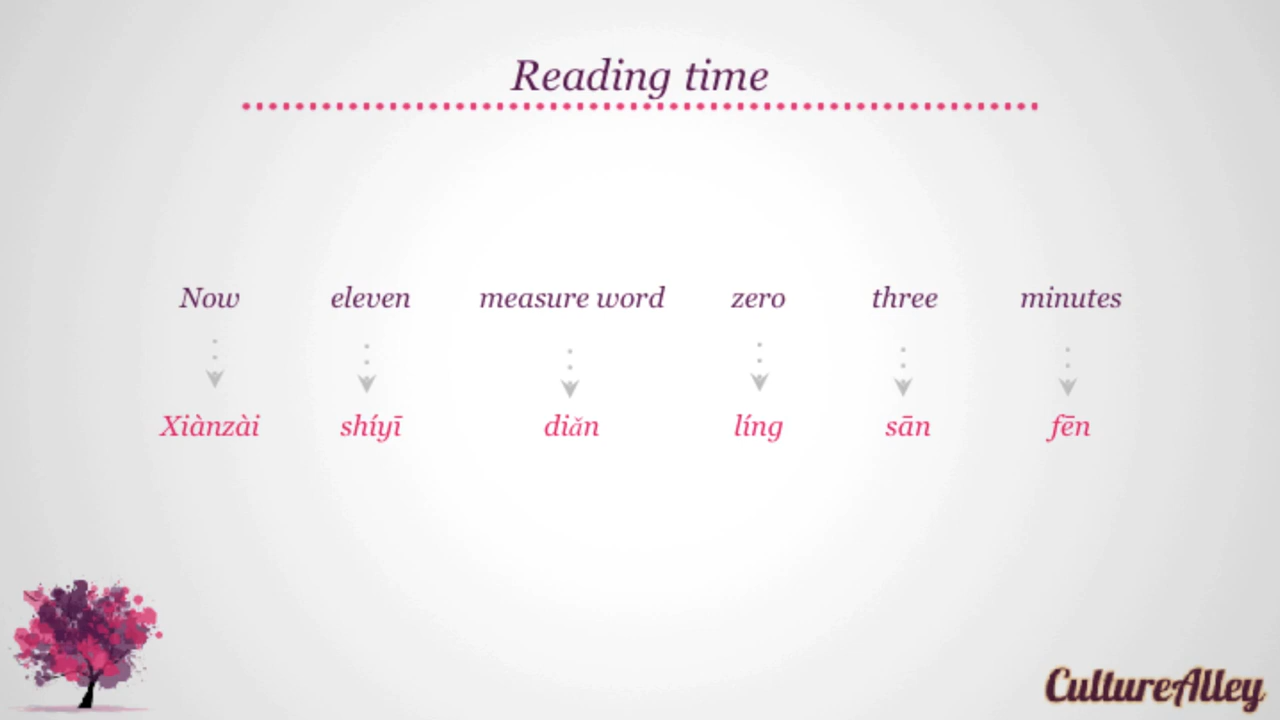 Reading time
Now eleven measure word zero three minutes
Xiànzài shíyī diǎn líng sān fēn
CultureAlley